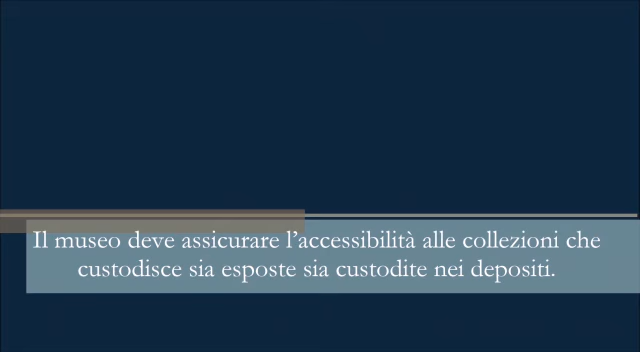 Il museo deve assicurare l’accessibilità alle collezioni che
custodisce sia esposte sia custodite nei depositi.